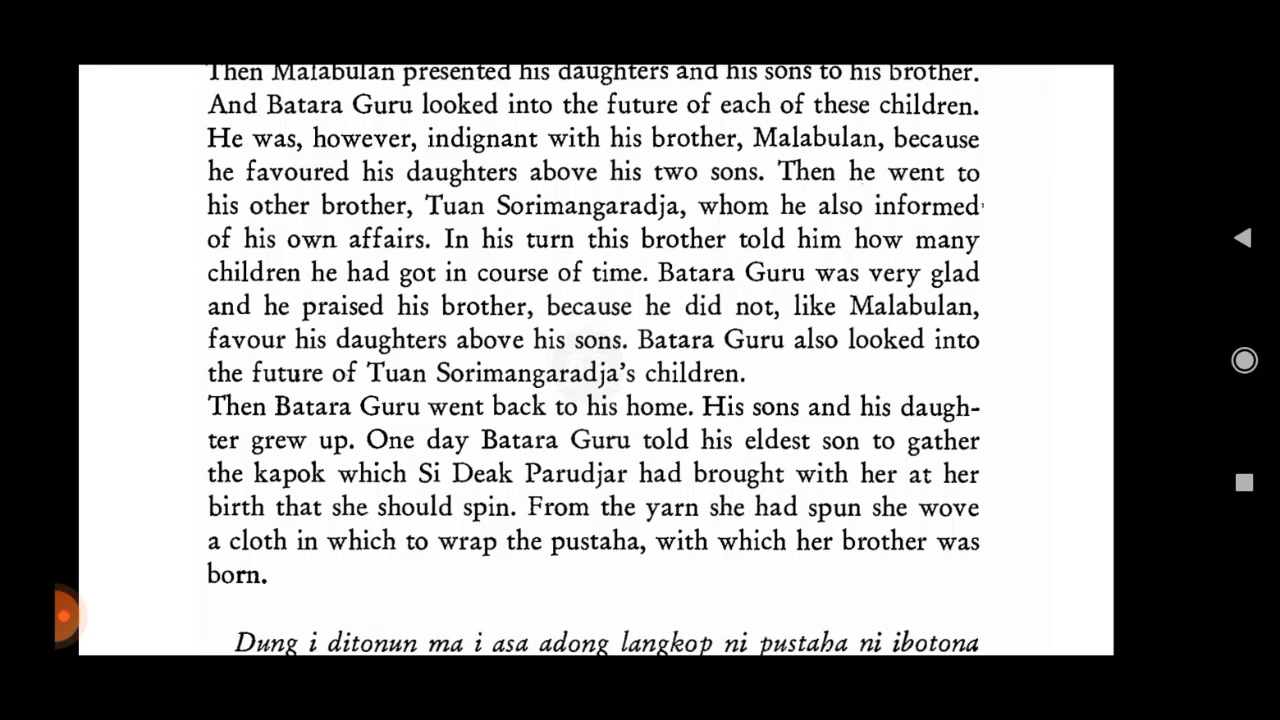 Then Malabulan presented his daughters and his sons to his brother.
And Batara Guru looked into the future of each of these children.
He was, however, indignant with his brother, Malabulan, because
he favoured his daughters above his two sons. Then he went to
his other brother, Tuan Sorimangaradja, whom he also informed
of his own affairs. In his turn this brother told him how many
children he had got in course of time. Batara Guru was very glad
and he praised his brother, because he did not, like Malabulan,
favour his daughters above his sons. Batara Guru also looked into
the future of Tuan Sorimangaradja's children.
Then Batara Guru went back to his home. His sons and his daugh-
ter grew up. One day Batara Guru told his eldest son to gather
the kapok which Si Deak Parudjar had brought with her at her
birth that she should spin. From the yarn she had spun she wove
a cloth in which to wrap the pustaha, with which her brother was
born.
Dung i ditonun ma i asa adong langkop ni pustaha ni ibotona